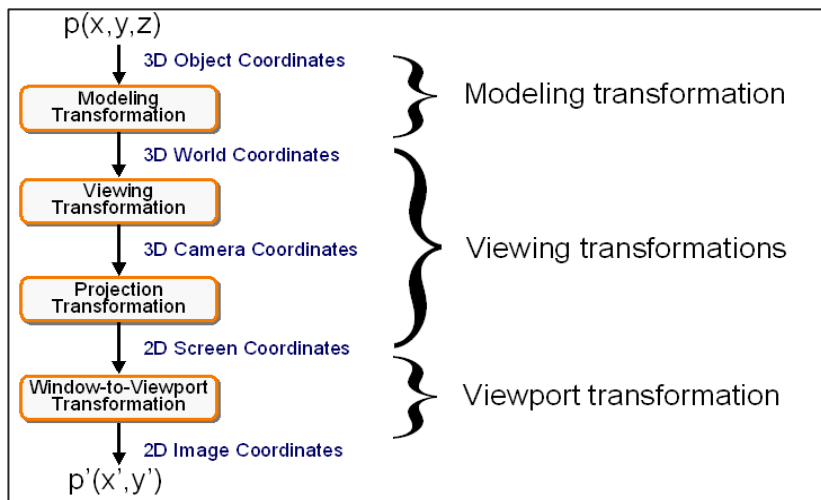 p(x,y,z)
3D Object Coordinates
Modeling
Transformation
Modeling transformation
3D World Coordinates
Viewing
Transformation
3D Camera Coordinates
Viewing transformations
Projection
Transformation
2D Screen Coordinates
Window-to-Viewport
Transformation
Viewport transformation
2D Image Coordinates
p’(x’,y’)